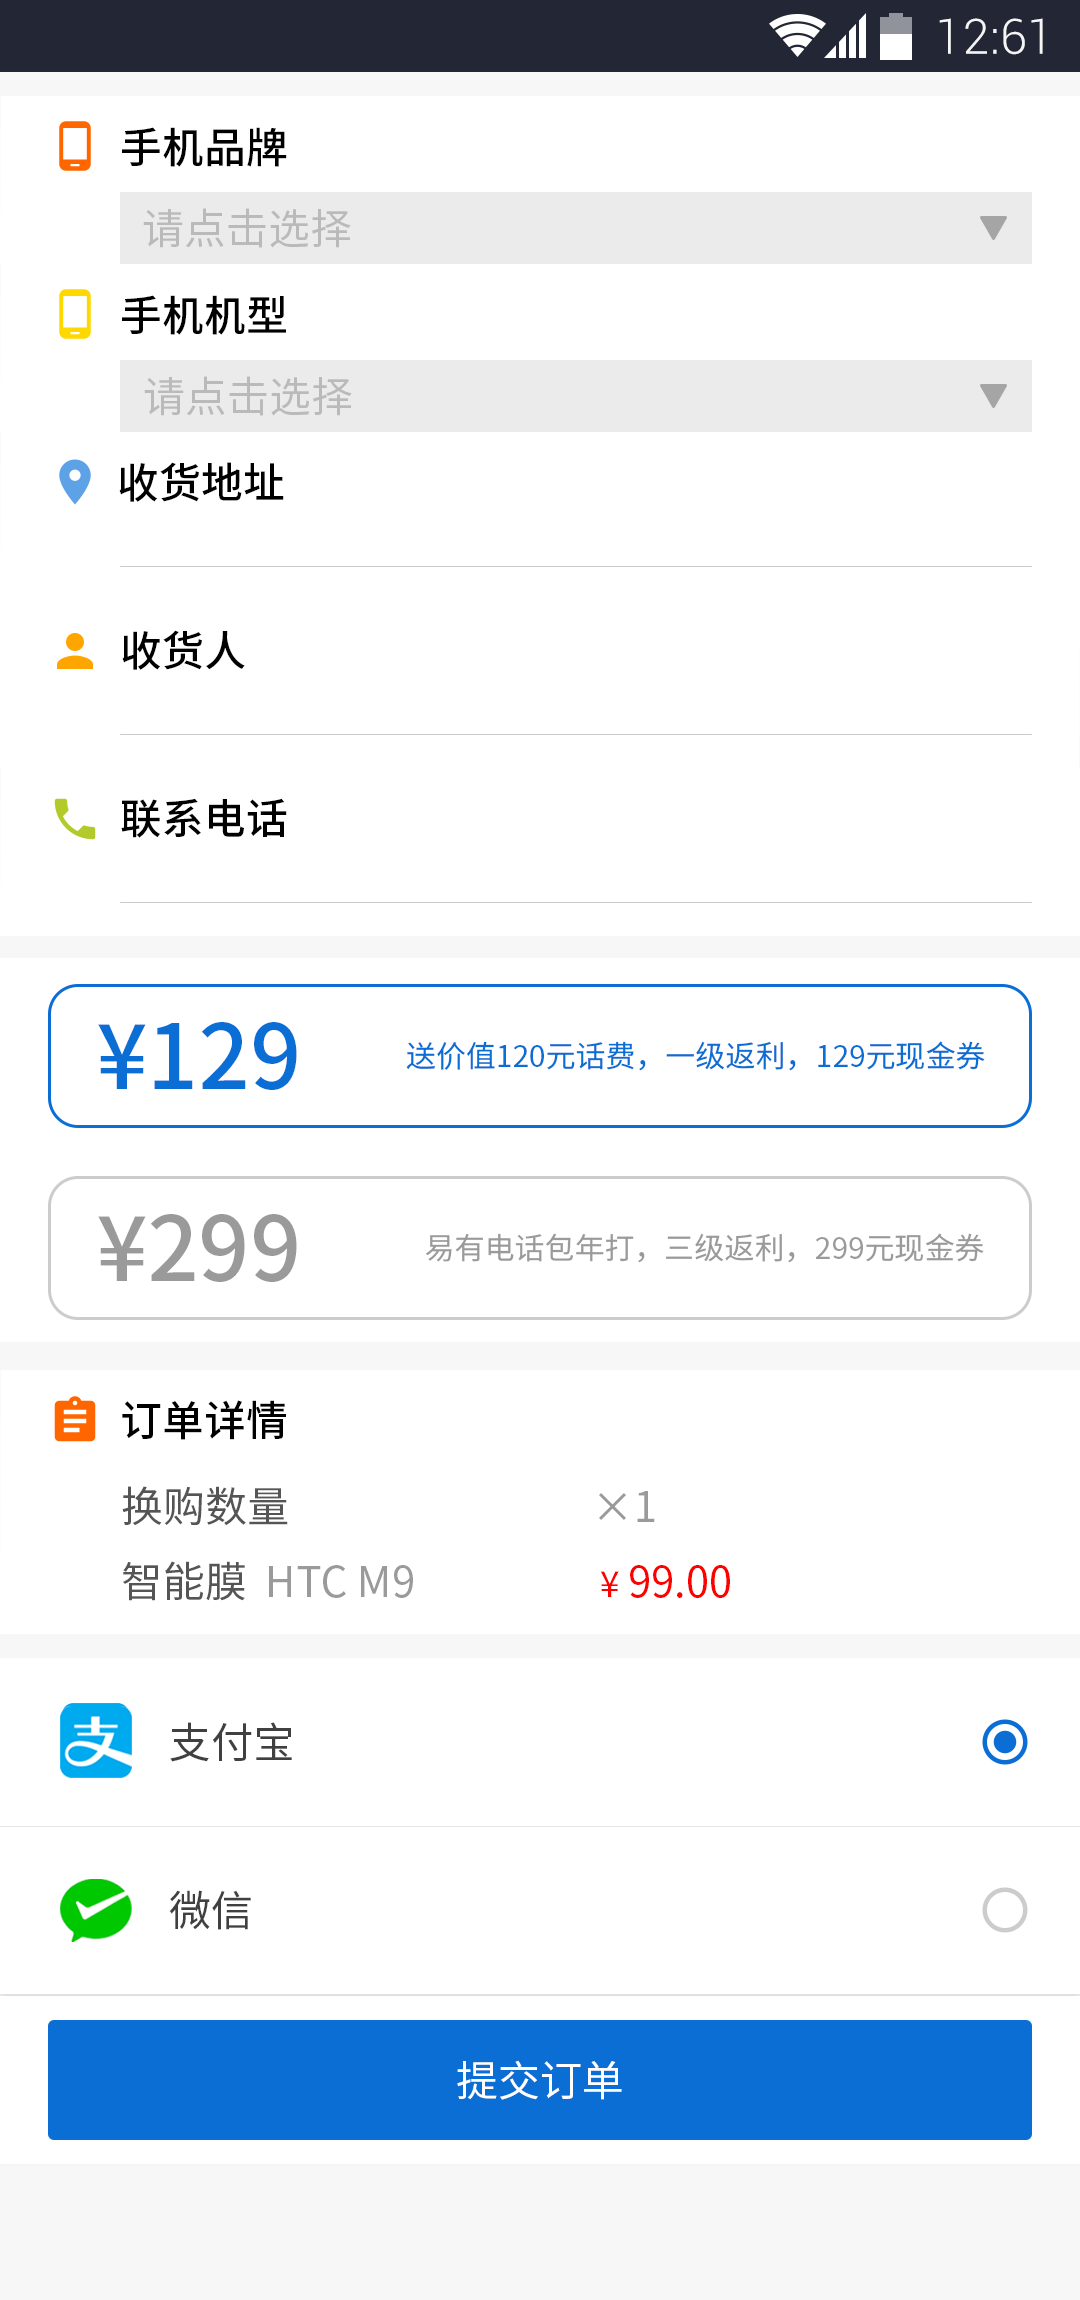 12:61
手机品牌
请点击选择
手机机型
请点击选择
收货地址
收货人
联系电话
¥129 送价值120元话费，一级返利，129元现金券
¥299 易有电话包年打，三级返利，299元现金券
订单详情
换购数量 ×1
智能膜 HTC M9 ¥ 99.00
支付宝
微信
提交订单